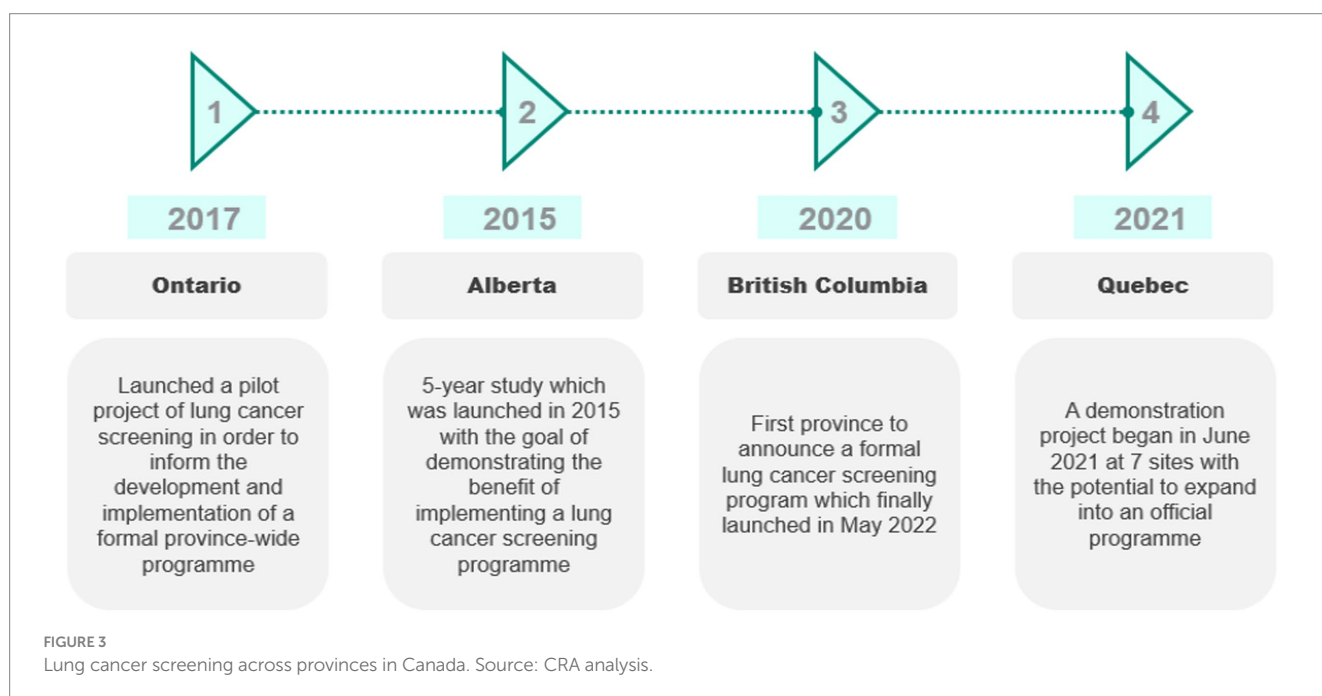 1
2
3
4
2017
2015
2020
2021
Ontario
Alberta
British Columbia
Quebec
Launched a pilot
project of lung cancer
screening in order to
inform the
development and
implementation of a
formal province-wide
programme
5-year study which
was launched in 2015
with the goal of
demonstrating the
benefit of
implementing a lung
cancer screening
programme
First province to
announce a formal
lung cancer screening
program which finally
launched in May 2022
A demonstration
project began in June
2021 at 7 sites with
the potential to expand
into an official
programme
FIGURE 3
Lung cancer screening across provinces in Canada. Source: CRA analysis.